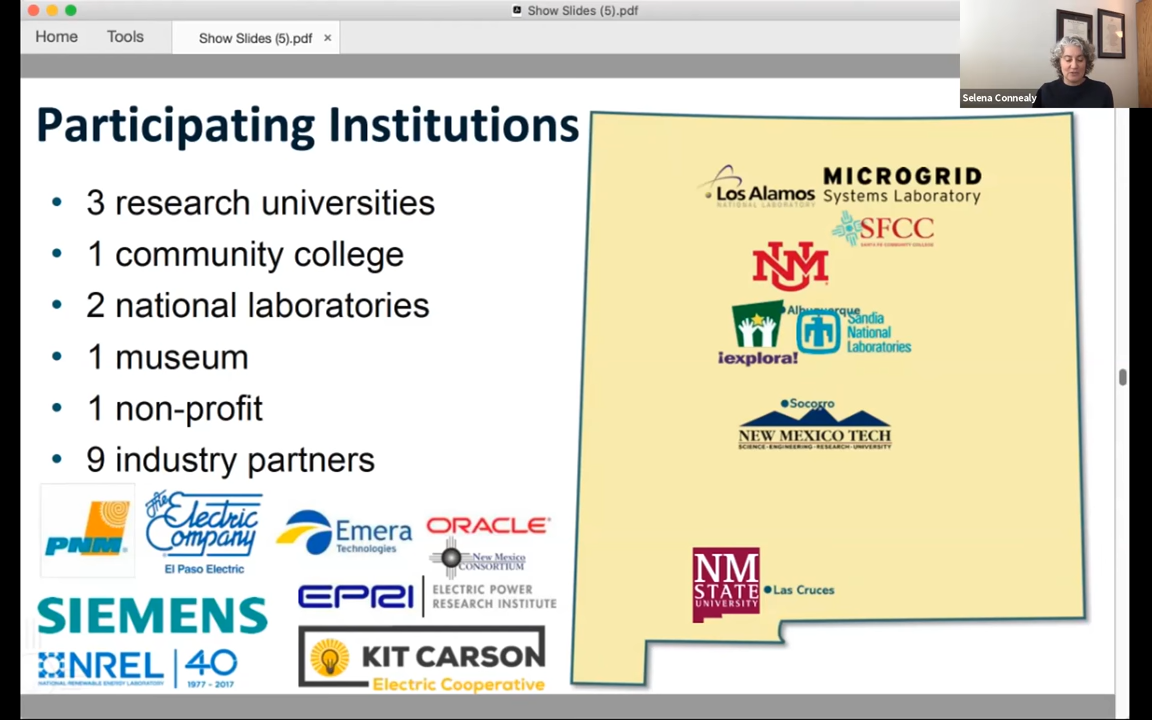 Show Slides (5).pdf
Home
Tools
Show Slides (5).pdf ×
Selena Connealy
Participating Institutions
• 3 research universities
• 1 community college
• 2 national laboratories
• 1 museum
• 1 non-profit
• 9 industry partners
PNM
The
Electric
Company
El Paso Electric
Emera
Technologies
ORACLE
New Mexico
CONSORTIUM
SIEMENS
EPRI
ELECTRIC POWER
RESEARCH INSTITUTE
NREL
NATIONAL RENEWABLE ENERGY LABORATORY
40
1977 - 2017
KIT CARSON
Electric Cooperative
Los Alamos
NATIONAL LABORATORY
MICROGRID
Systems Laboratory
SFCC
SANTA FE COMMUNITY COLLEGE
UNM
Albuquerque
¡explora!
Sandia
National
Laboratories
Socorro
NEW MEXICO TECH
SCIENCE • ENGINEERING • RESEARCH • UNIVERSITY
NM
STATE
UNIVERSITY
Las Cruces